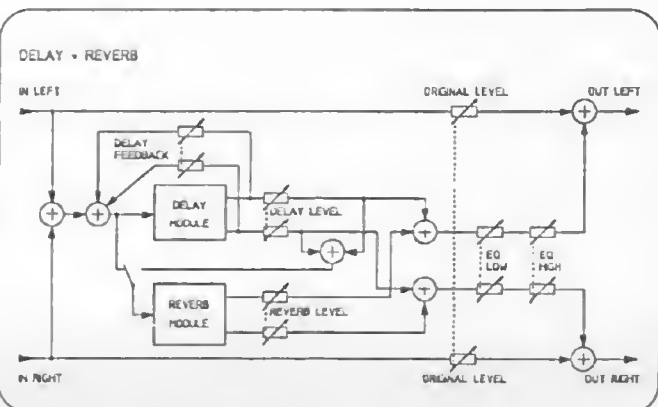 DELAY + REVERB
IN LEFT
ORIGINAL LEVEL
OUT LEFT
DELAY
FEEDBACK
DELAY
MODULE
DELAY LEVEL
EQ
LOW
EQ
HIGH
REVERB
MODULE
REVERB LEVEL
IN RIGHT
ORIGINAL LEVEL
OUT RIGHT